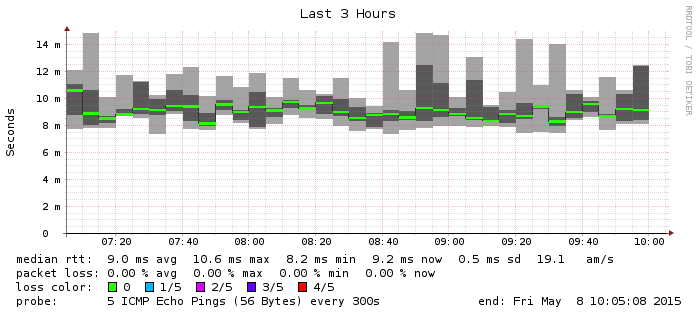 Last 3 Hours
RRDTOOL / TOBI OETIKER
Seconds
14 m
12 m
10 m
8 m
6 m
4 m
2 m
0
07:20 07:40 08:00 08:20 08:40 09:00 09:20 09:40 10:00
median rtt: 9.0 ms avg 10.6 ms max 8.2 ms min 9.2 ms now 0.5 ms sd 19.1 am/s
packet loss: 0.00 % avg 0.00 % max 0.00 % min 0.00 % now
loss color: 0 1/5 2/5 3/5 4/5
probe: 5 ICMP Echo Pings (56 Bytes) every 300s end: Fri May 8 10:05:08 2015